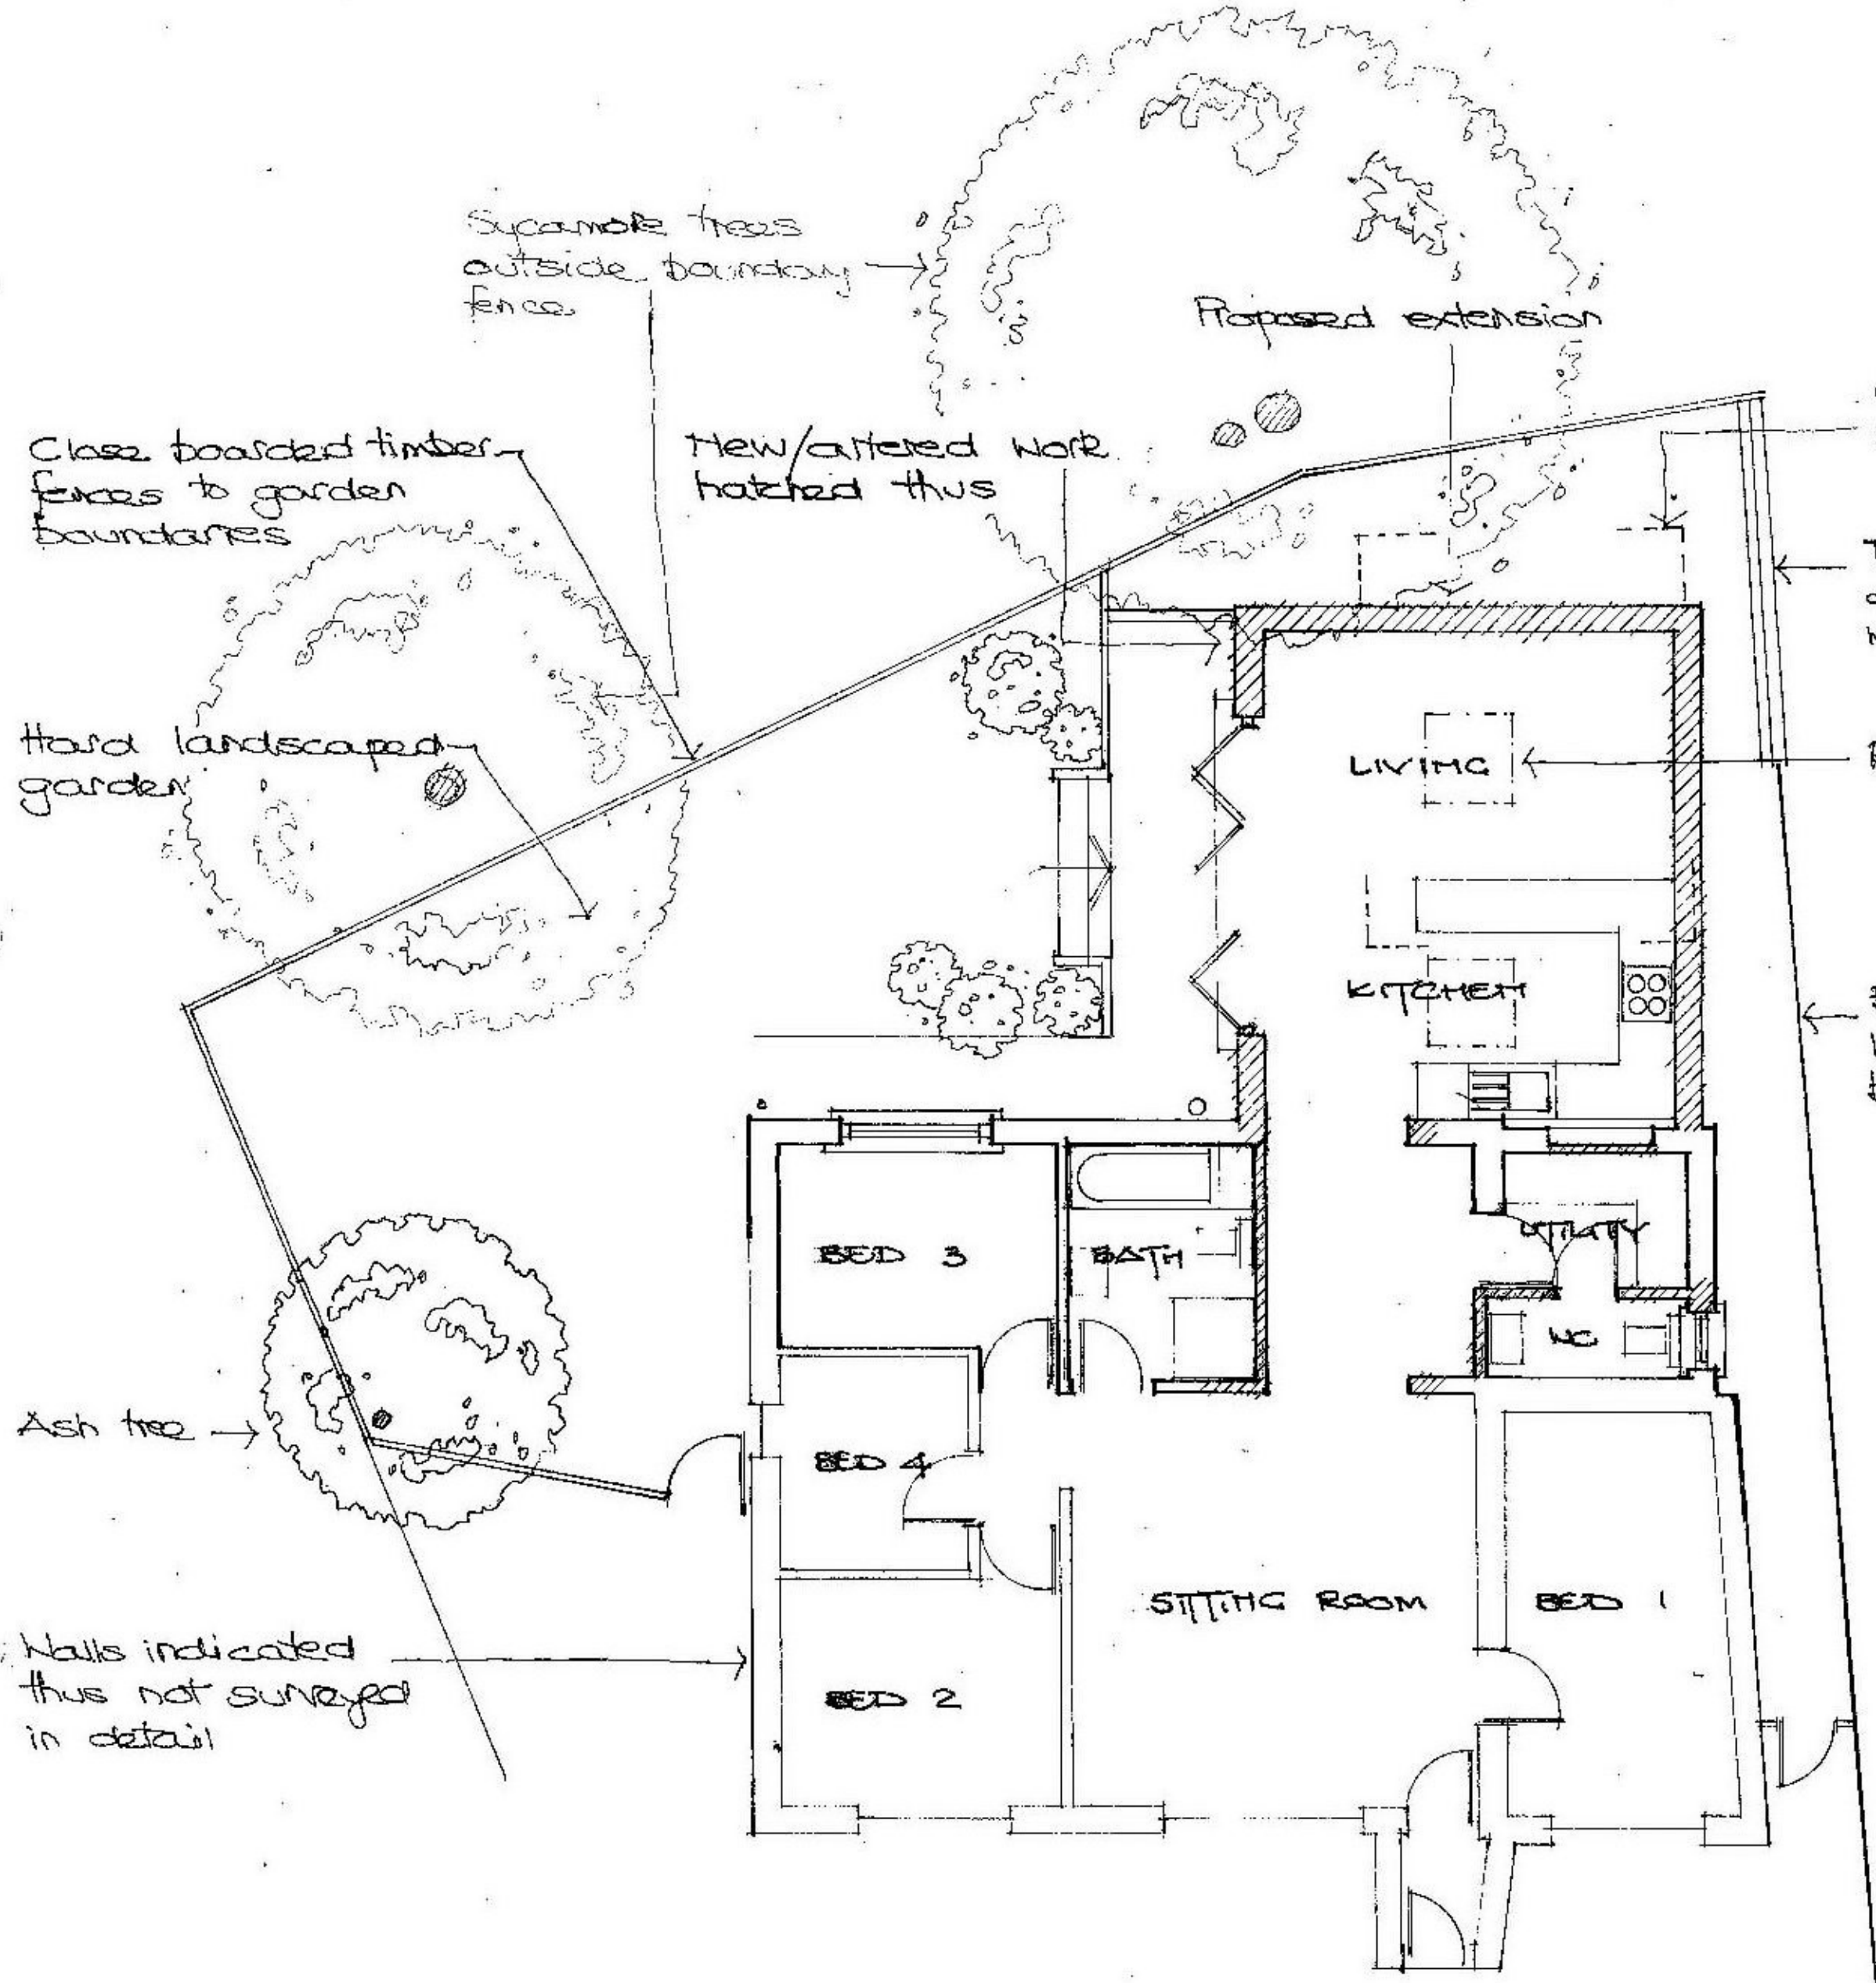 Sycamore trees
outside boundary
fence
Proposed extension
Close boarded timber
fences to garden
boundaries
New/altered work
hatched thus
Hard landscaped
garden
LIVING
KITCHEN
UTILITY
BED 3
BATH
WC
Ash tree
BED 4
SITTING ROOM
BED 1
Walls indicated
thus not surveyed
in detail
BED 2